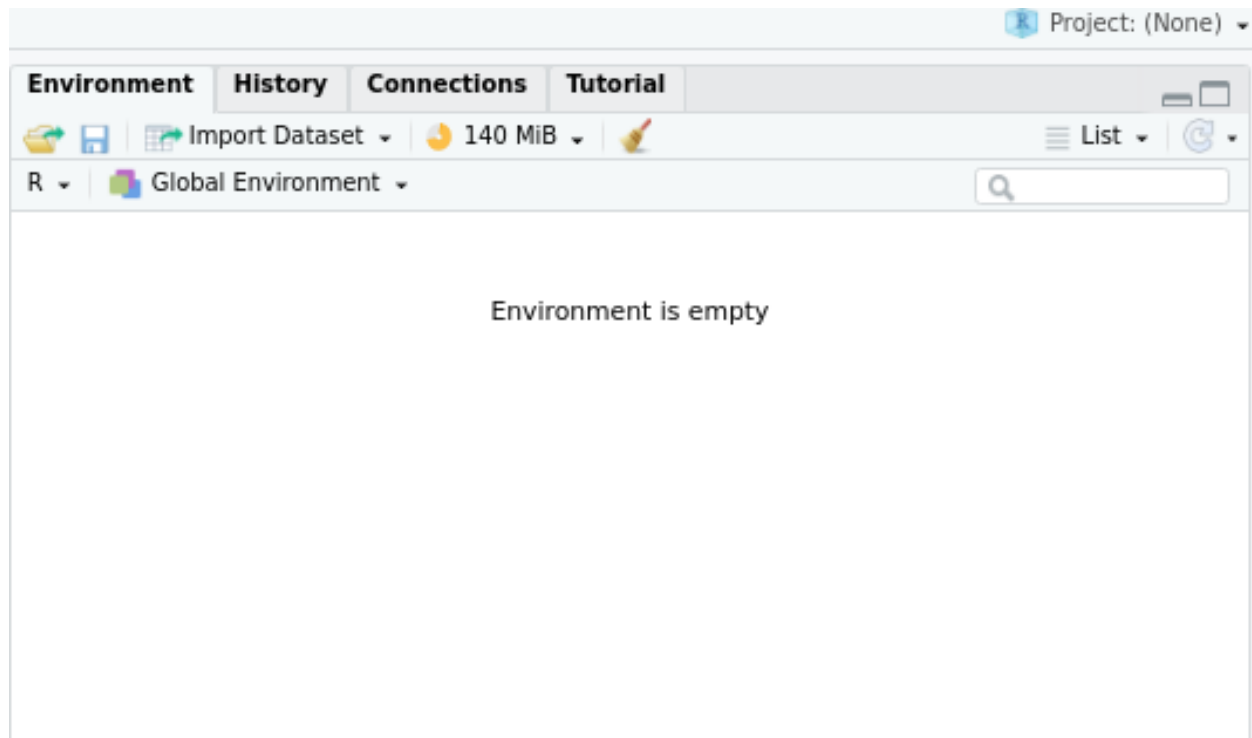 Project: (None)
Environment History Connections Tutorial
Import Dataset 140 MiB List
R Global Environment
Environment is empty